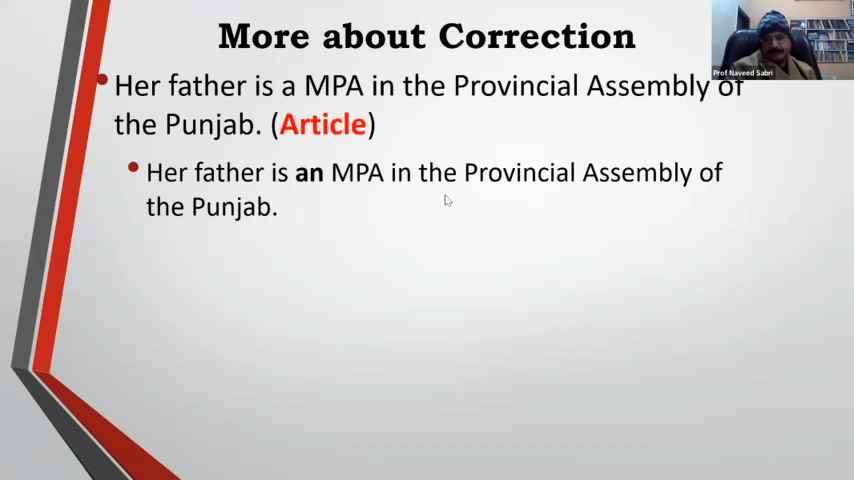 More about Correction
Prof Naveed Sabri
Her father is a MPA in the Provincial Assembly of
the Punjab. (Article)
Her father is an MPA in the Provincial Assembly of
the Punjab.